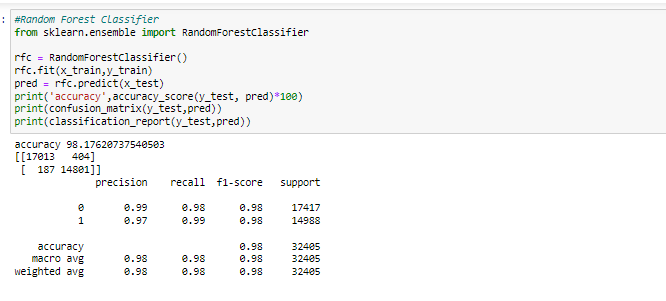 :
#Random Forest Classifier
from sklearn.ensemble import RandomForestClassifier

rfc = RandomForestClassifier()
rfc.fit(x_train,y_train)
pred = rfc.predict(x_test)
print('accuracy',accuracy_score(y_test, pred)*100)
print(confusion_matrix(y_test,pred))
print(classification_report(y_test,pred))

accuracy 98.17620737540503
[[17013   404]
 [  187 14801]]
              precision    recall  f1-score   support

           0       0.99      0.98      0.98     17417
           1       0.97      0.99      0.98     14988

    accuracy                           0.98     32405
   macro avg       0.98      0.98      0.98     32405
weighted avg       0.98      0.98      0.98     32405